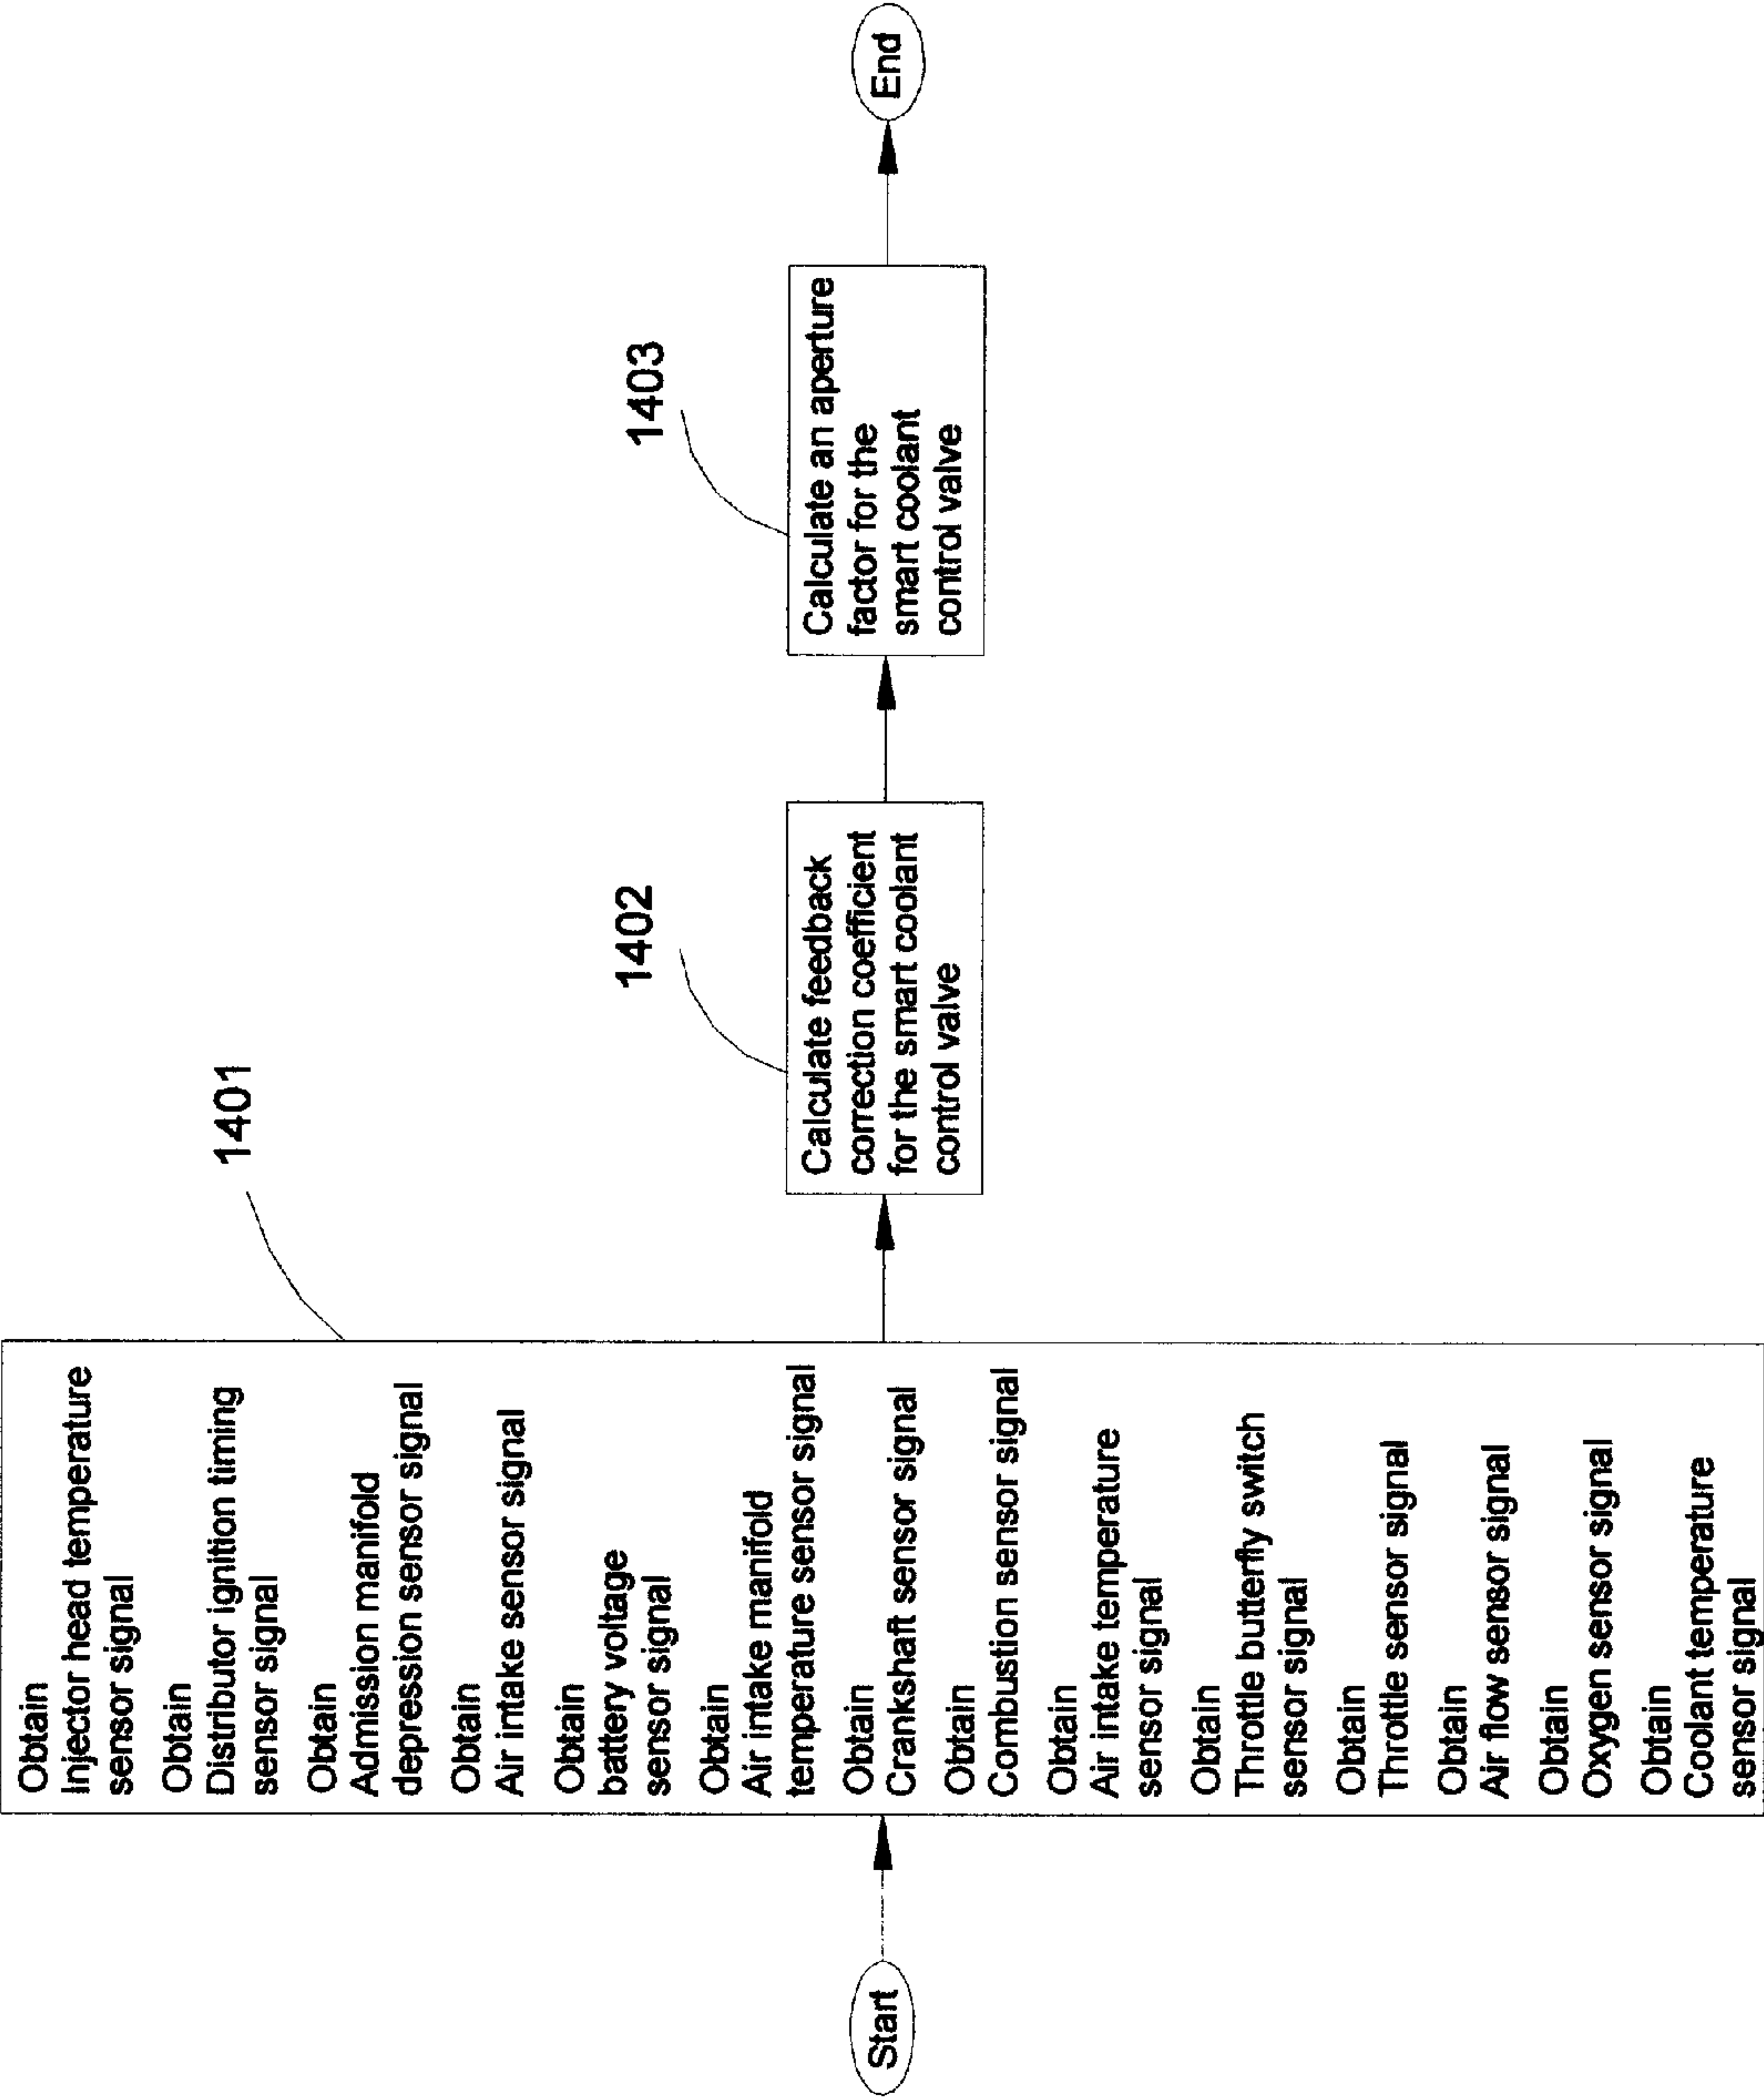 Start
1401
Obtain
Injector head temperature
sensor signal
Obtain
Distributor ignition timing
sensor signal
Obtain
Admission manifold
depression sensor signal
Obtain
Air intake sensor signal
Obtain
battery voltage
sensor signal
Obtain
Air intake manifold
temperature sensor signal
Obtain
Crankshaft sensor signal
Obtain
Combustion sensor signal
Obtain
Air intake temperature
sensor signal
Obtain
Throttle butterfly switch
sensor signal
Obtain
Throttle sensor signal
Obtain
Air flow sensor signal
Obtain
Oxygen sensor signal
Obtain
Coolant temperature
sensor signal
1402
Calculate feedback
correction coefficient
for the smart coolant
control valve
1403
Calculate an aperture
factor for the
smart coolant
control valve
End